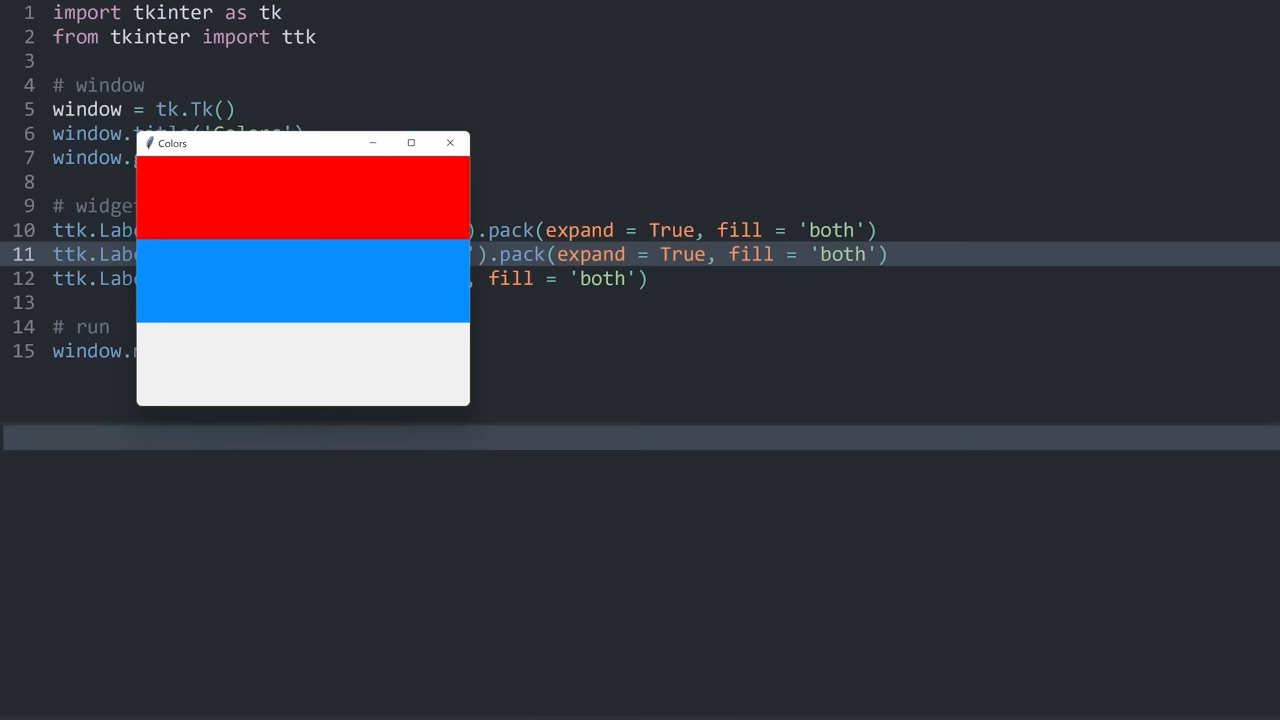 1 import tkinter as tk
2 from tkinter import ttk
3
4 # window
5 window = tk.Tk()
6 window.title('Colors')
Colors
7 window.
8
9 # widge
10 ttk.Labe ).pack(expand = True, fill = 'both')
11 ttk.Labe ').pack(expand = True, fill = 'both')
12 ttk.Labe , fill = 'both')
13
14 # run
15 window.